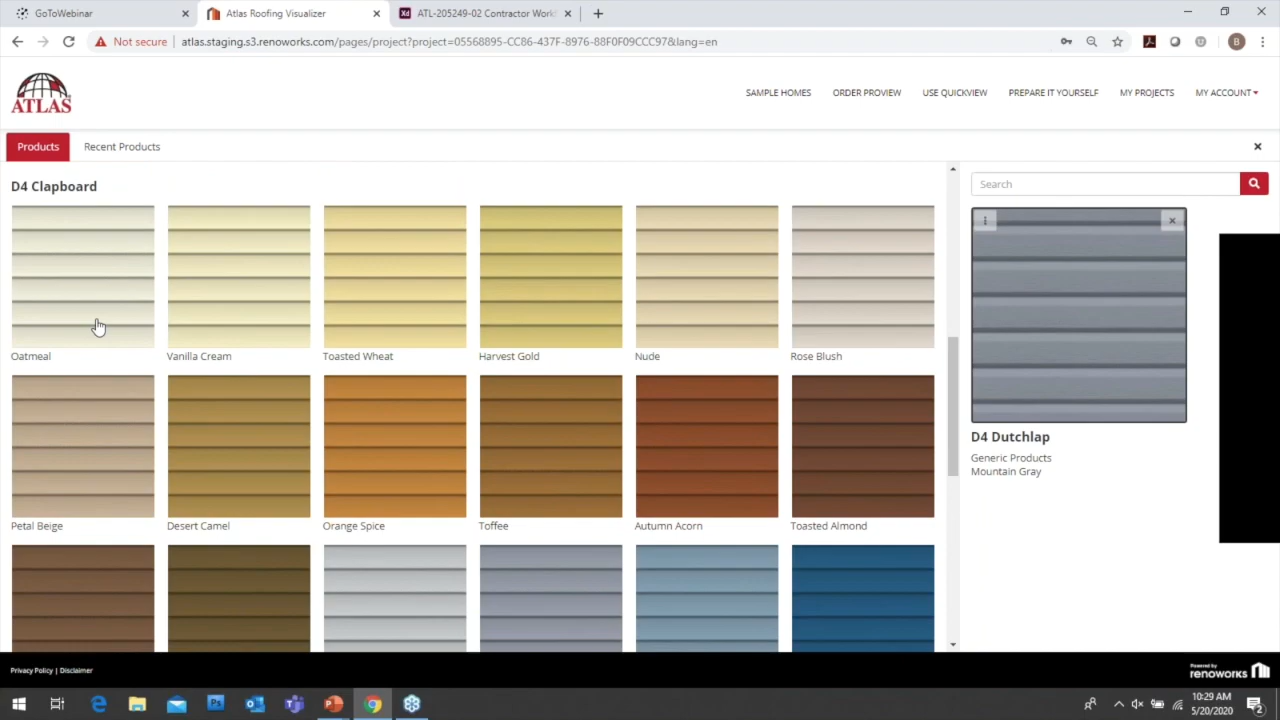 GoToWebinar
Atlas Roofing Visualizer
ATL-205249-02 Contractor Work
Not secure
atlas.staging.s3.renoworks.com/pages/project?project=05568895-CC86-437F-8976-88F0F09CCC97&lang=en
B
ATLAS
SAMPLE HOMES
ORDER PROVIEW
USE QUICKVIEW
PREPARE IT YOURSELF
MY PROJECTS
MY ACCOUNT
Products
Recent Products
D4 Clapboard
Search
Oatmeal
Vanilla Cream
Toasted Wheat
Harvest Gold
Nude
Rose Blush
D4 Dutchlap
Generic Products
Mountain Gray
Petal Beige
Desert Camel
Orange Spice
Toffee
Autumn Acorn
Toasted Almond
Privacy Policy | Disclaimer
Powered by
renoworks
10:29 AM
5/20/2020
2